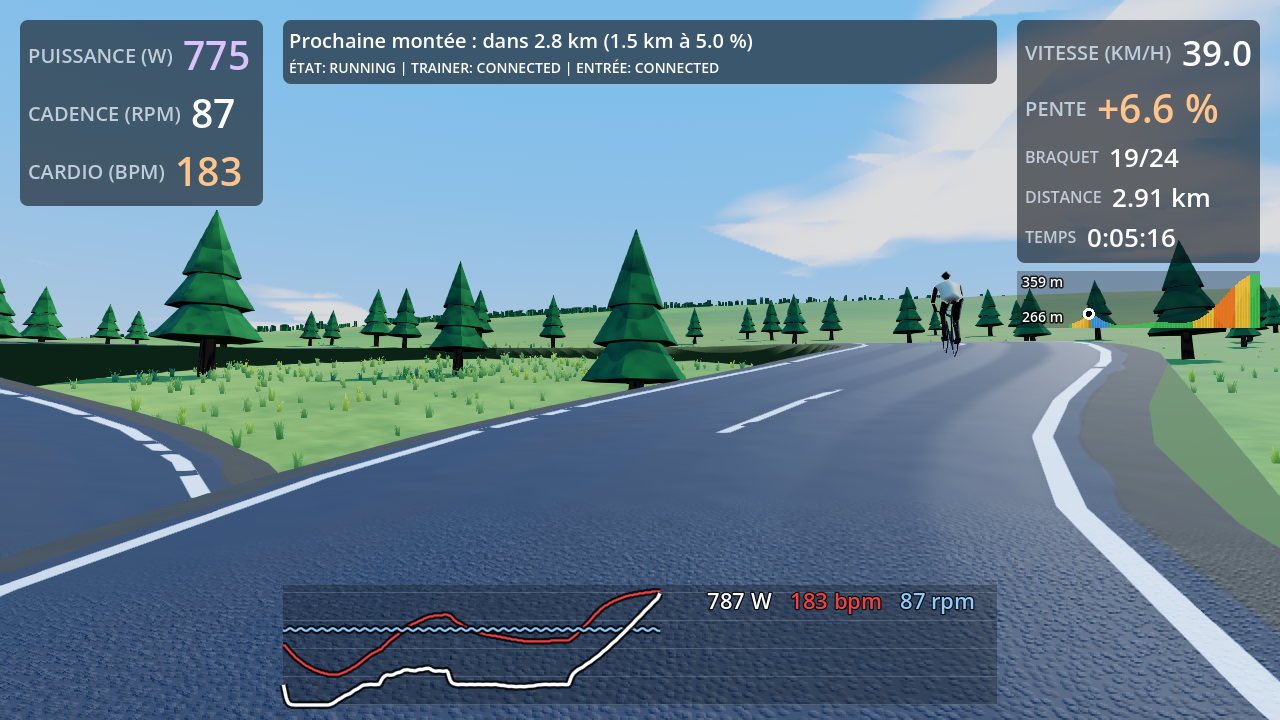 PUISSANCE (W) 775
CADENCE (RPM) 87
CARDIO (BPM) 183
Prochaine montée : dans 2.8 km (1.5 km à 5.0 %)
ÉTAT: RUNNING | TRAINER: CONNECTED | ENTRÉE: CONNECTED
VITESSE (KM/H) 39.0
PENTE +6.6 %
BRAQUET 19/24
DISTANCE 2.91 km
TEMPS 0:05:16
359 m
266 m
787 W 183 bpm 87 rpm